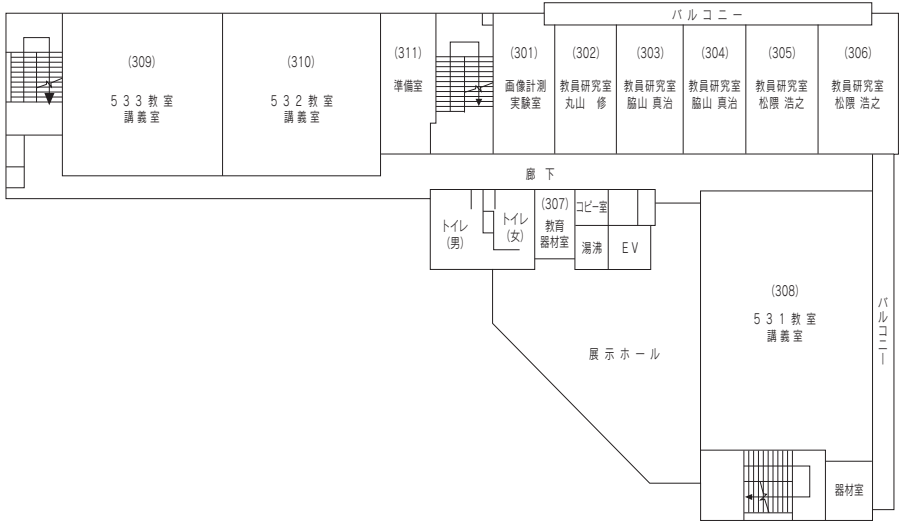 バルコニー
(309)
５３３教室
講義室
(310)
５３２教室
講義室
(311)
準備室
(301)
画像計測
実験室
(302)
教員研究室
丸山　修
(303)
教員研究室
脇山 真治
(304)
教員研究室
脇山 真治
(305)
教員研究室
松隈 浩之
(306)
教員研究室
松隈 浩之
廊 下
トイレ
(男)
トイレ
(女)
(307)
教育
器材室
コピー室
湯沸
ＥＶ
(308)
５３１教室
講義室
バルコニー
展示ホール
器材室